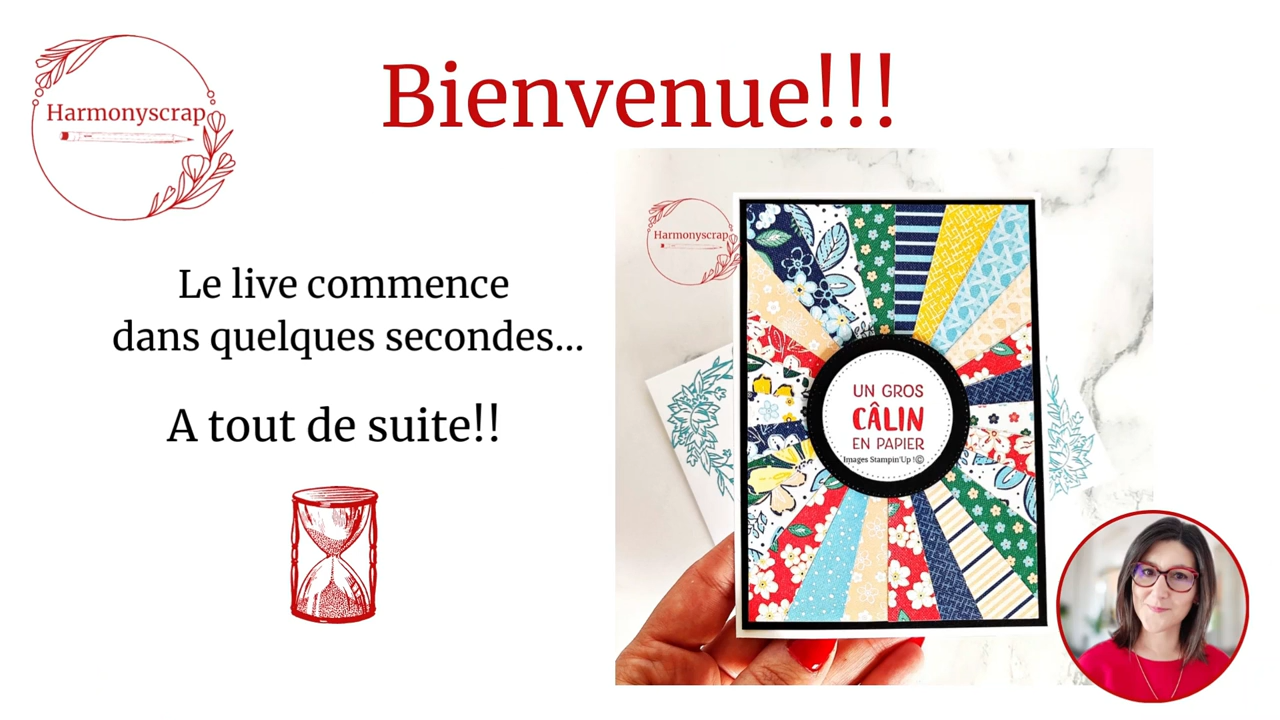 Harmonyscrap
Bienvenue!!!
Le live commence
dans quelques secondes...
A tout de suite!!
Harmonyscrap
UN GROS
CÂLIN
EN PAPIER
Images Stampin'Up !©